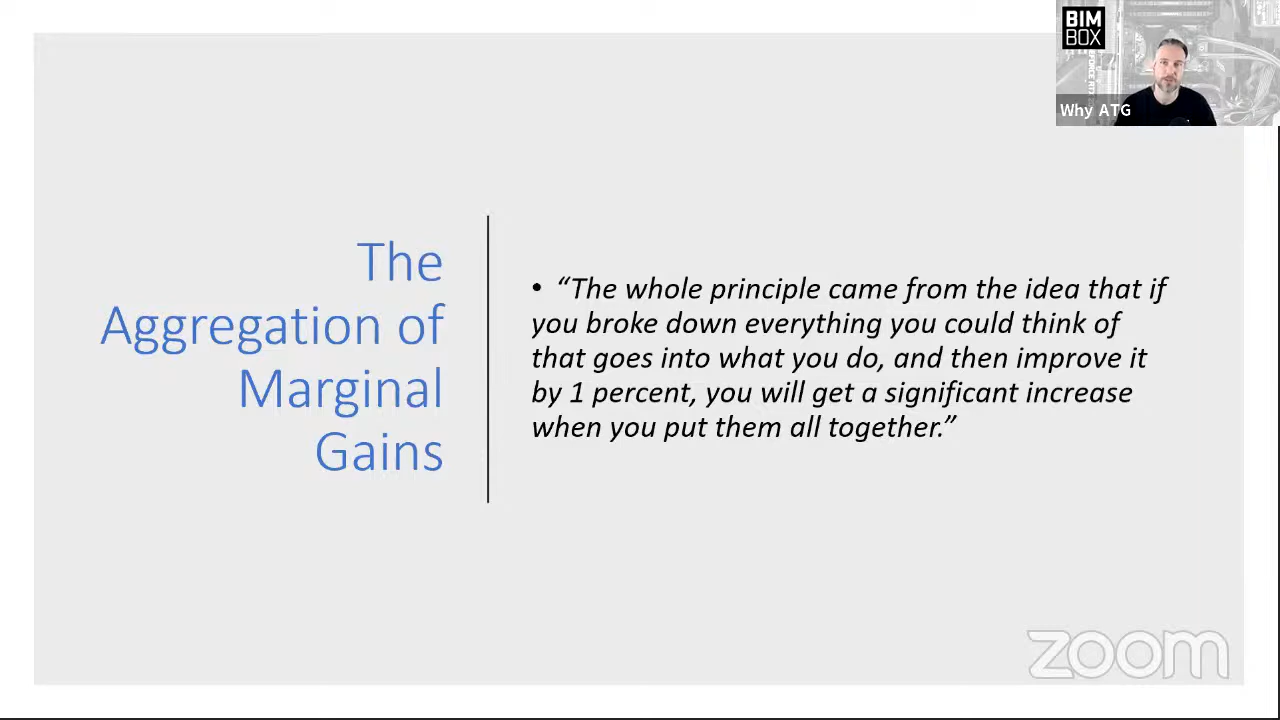 BIM
BOX
Why ATG
The
Aggregation of
Marginal
Gains
• “The whole principle came from the idea that if
you broke down everything you could think of
that goes into what you do, and then improve it
by 1 percent, you will get a significant increase
when you put them all together.”
zoom